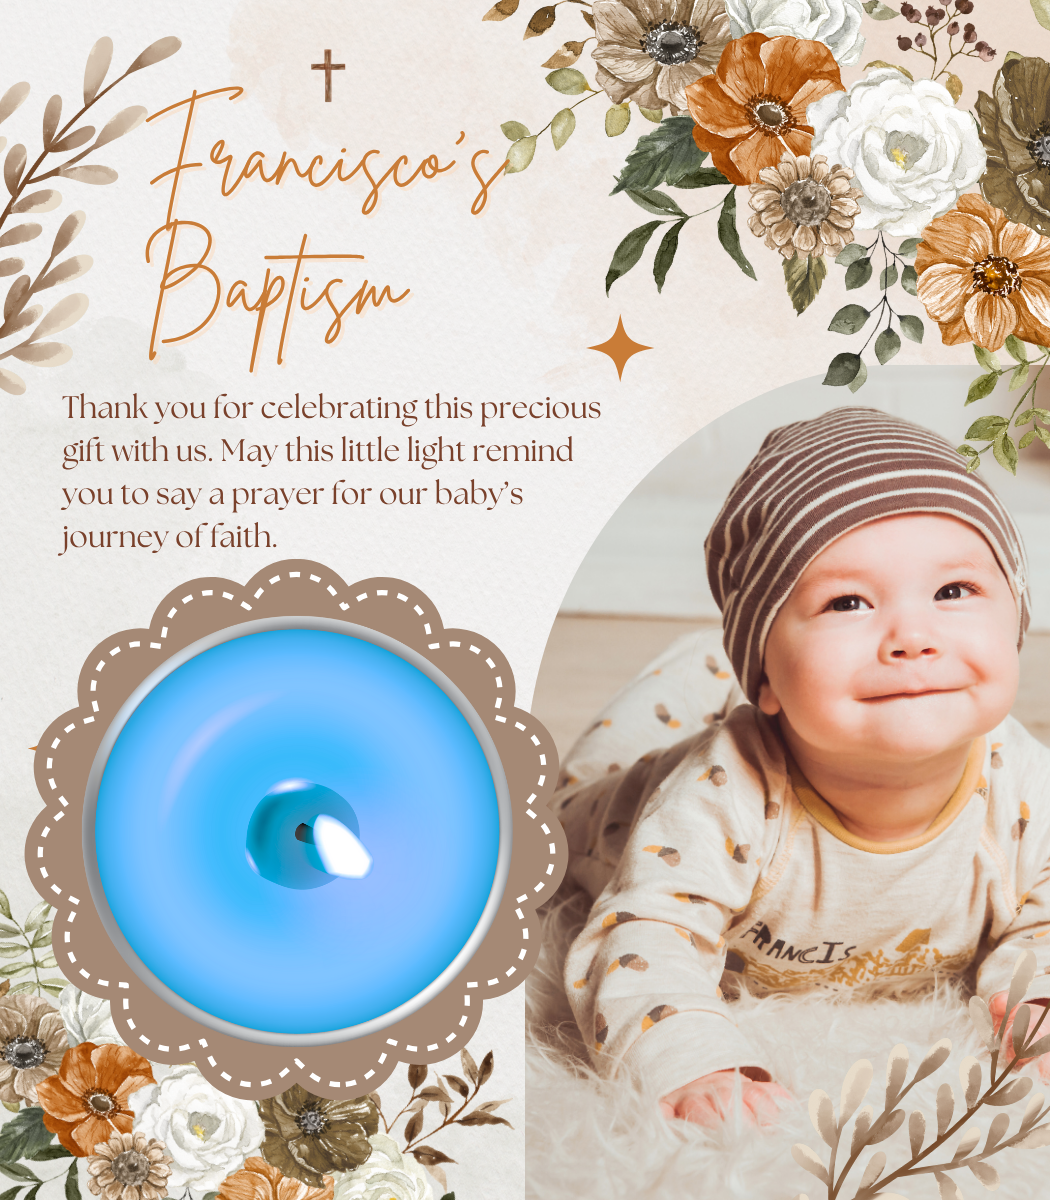 Francisco's
Baptism
Thank you for celebrating this precious
gift with us. May this little light remind
you to say a prayer for our baby's
journey of faith.
FRANCIS